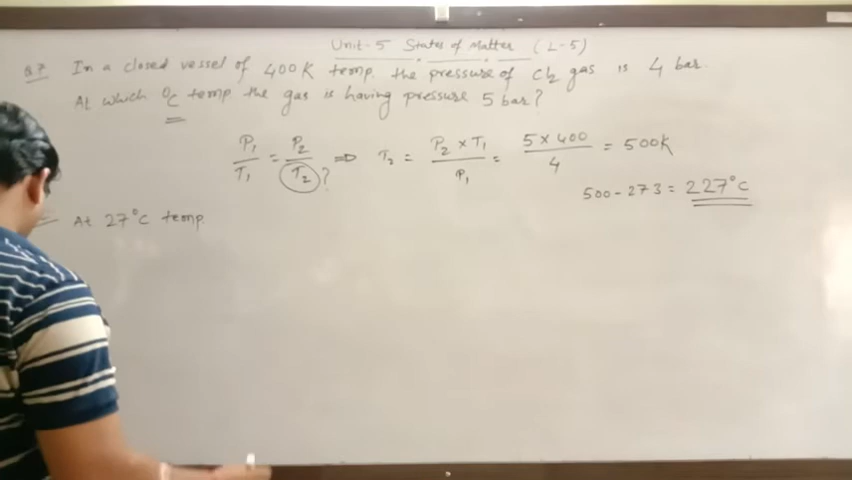 Unit-5 States of Matter (L-5)
Q7 In a closed vessel of 400K temp. the pressure of Cl2 gas is 4 bar.
At which °C temp the gas is having pressure 5 bar?
P1/T1 = P2/T2 ? ⇒ T2 = P2 × T1 / P1 = 5 × 400 / 4 = 500K
500 - 273 = 227°C
At 27°C temp